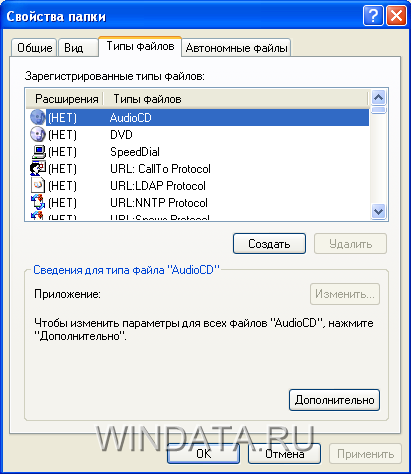 Свойства папки
Общие Вид Типы файлов Автономные файлы
Зарегистрированные типы файлов:
Расширения Типы файлов
(НЕТ) AudioCD
(НЕТ) DVD
(НЕТ) SpeedDial
(НЕТ) URL: CallTo Protocol
(НЕТ) URL:LDAP Protocol
(НЕТ) URL:NNTP Protocol
Создать Удалить
Сведения для типа файла "AudioCD"
Приложение: Изменить...
Чтобы изменить параметры для всех файлов "AudioCD", нажмите
"Дополнительно".
Дополнительно
WINDATA.RU
OK Отмена Применить